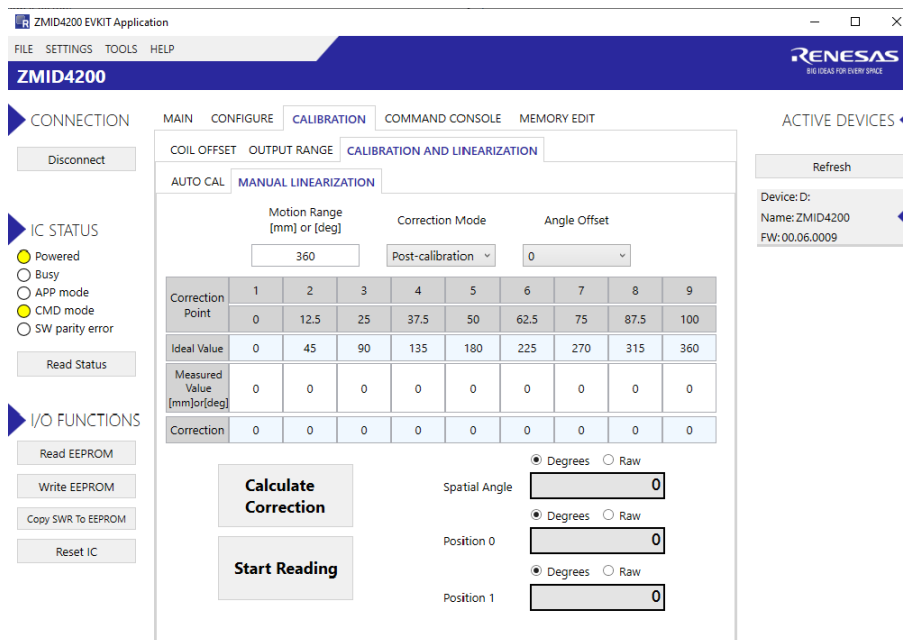 ZMID4200 EVKIT Application
FILE SETTINGS TOOLS HELP
ZMID4200
RENESAS
BIG IDEAS FOR EVERY SPACE
CONNECTION
Disconnect
IC STATUS
Powered
Busy
APP mode
CMD mode
SW parity error
Read Status
I/O FUNCTIONS
Read EEPROM
Write EEPROM
Copy SWR To EEPROM
Reset IC
MAIN CONFIGURE CALIBRATION COMMAND CONSOLE MEMORY EDIT
COIL OFFSET OUTPUT RANGE CALIBRATION AND LINEARIZATION
AUTO CAL MANUAL LINEARIZATION
Motion Range
[mm] or [deg]
Correction Mode
Angle Offset
360
Post-calibration
0
Correction
Point
1 2 3 4 5 6 7 8 9
0 12.5 25 37.5 50 62.5 75 87.5 100
Ideal Value 0 45 90 135 180 225 270 315 360
Measured
Value
[mm]or[deg]
0 0 0 0 0 0 0 0 0
Correction 0 0 0 0 0 0 0 0 0
Calculate
Correction
Start Reading
Degrees Raw
Spatial Angle 0
Degrees Raw
Position 0 0
Degrees Raw
Position 1 0
ACTIVE DEVICES
Refresh
Device: D:
Name: ZMID4200
FW: 00.06.0009